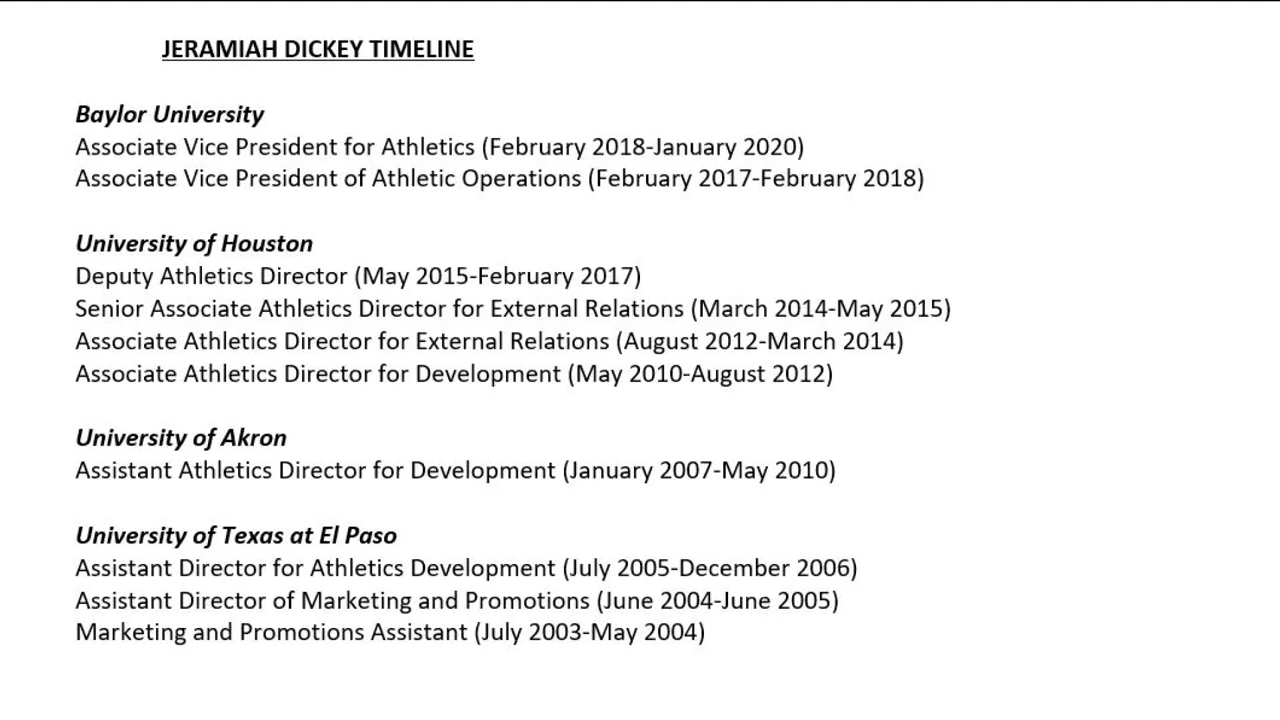 JERAMIAH DICKEY TIMELINE
Baylor University
Associate Vice President for Athletics (February 2018-January 2020)
Associate Vice President of Athletic Operations (February 2017-February 2018)
University of Houston
Deputy Athletics Director (May 2015-February 2017)
Senior Associate Athletics Director for External Relations (March 2014-May 2015)
Associate Athletics Director for External Relations (August 2012-March 2014)
Associate Athletics Director for Development (May 2010-August 2012)
University of Akron
Assistant Athletics Director for Development (January 2007-May 2010)
University of Texas at El Paso
Assistant Director for Athletics Development (July 2005-December 2006)
Assistant Director of Marketing and Promotions (June 2004-June 2005)
Marketing and Promotions Assistant (July 2003-May 2004)